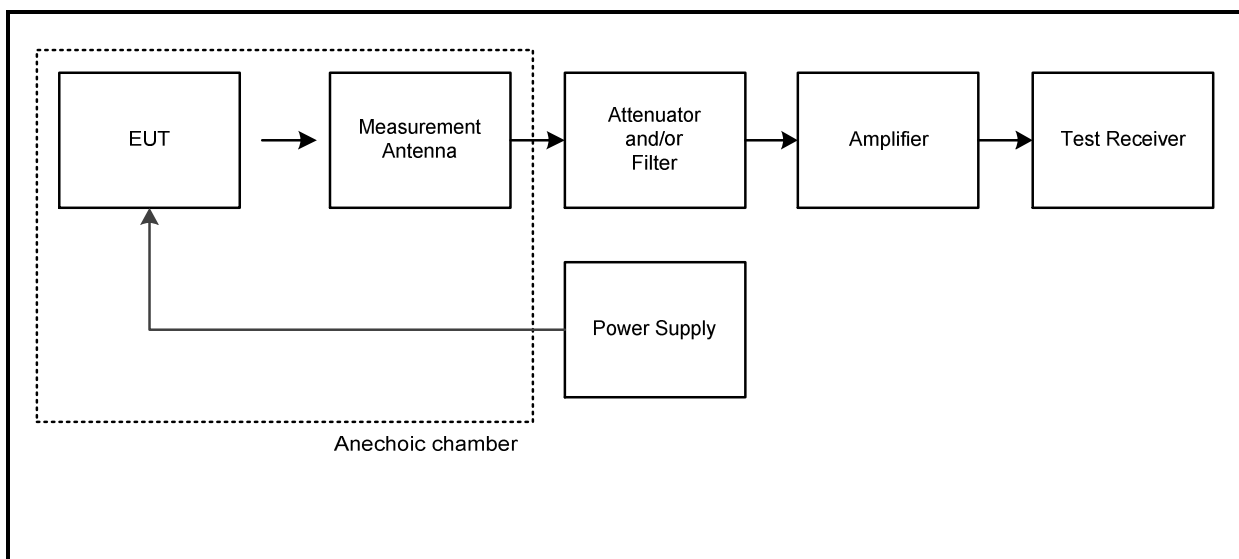 EUT
Measurement
Antenna
Attenuator
and/or
Filter
Amplifier
Test Receiver
Power Supply
Anechoic chamber